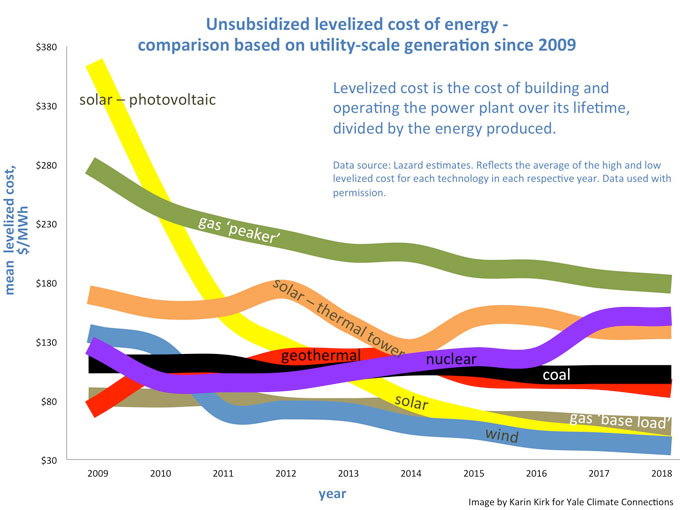 Unsubsidized levelized cost of energy -
comparison based on utility-scale generation since 2009
$380
$330
$280
$230
$180
$130
$80
$30
mean levelized cost,
$/MWh
Levelized cost is the cost of building and
operating the power plant over its lifetime,
divided by the energy produced.
Data source: Lazard estimates. Reflects the average of the high and low
levelized cost for each technology in each respective year. Data used with
permission.
solar – photovoltaic
gas ‘peaker’
solar – thermal tower
geothermal
nuclear
coal
solar
gas ‘base load’
wind
2009 2010 2011 2012 2013 2014 2015 2016 2017 2018
year
Image by Karin Kirk for Yale Climate Connections